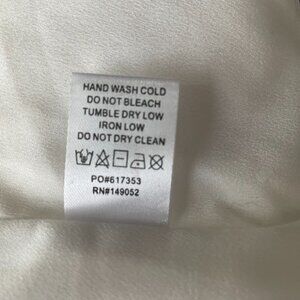 HAND WASH COLD
DO NOT BLEACH
TUMBLE DRY LOW
IRON LOW
DO NOT DRY CLEAN
PO#617353
RN#149052